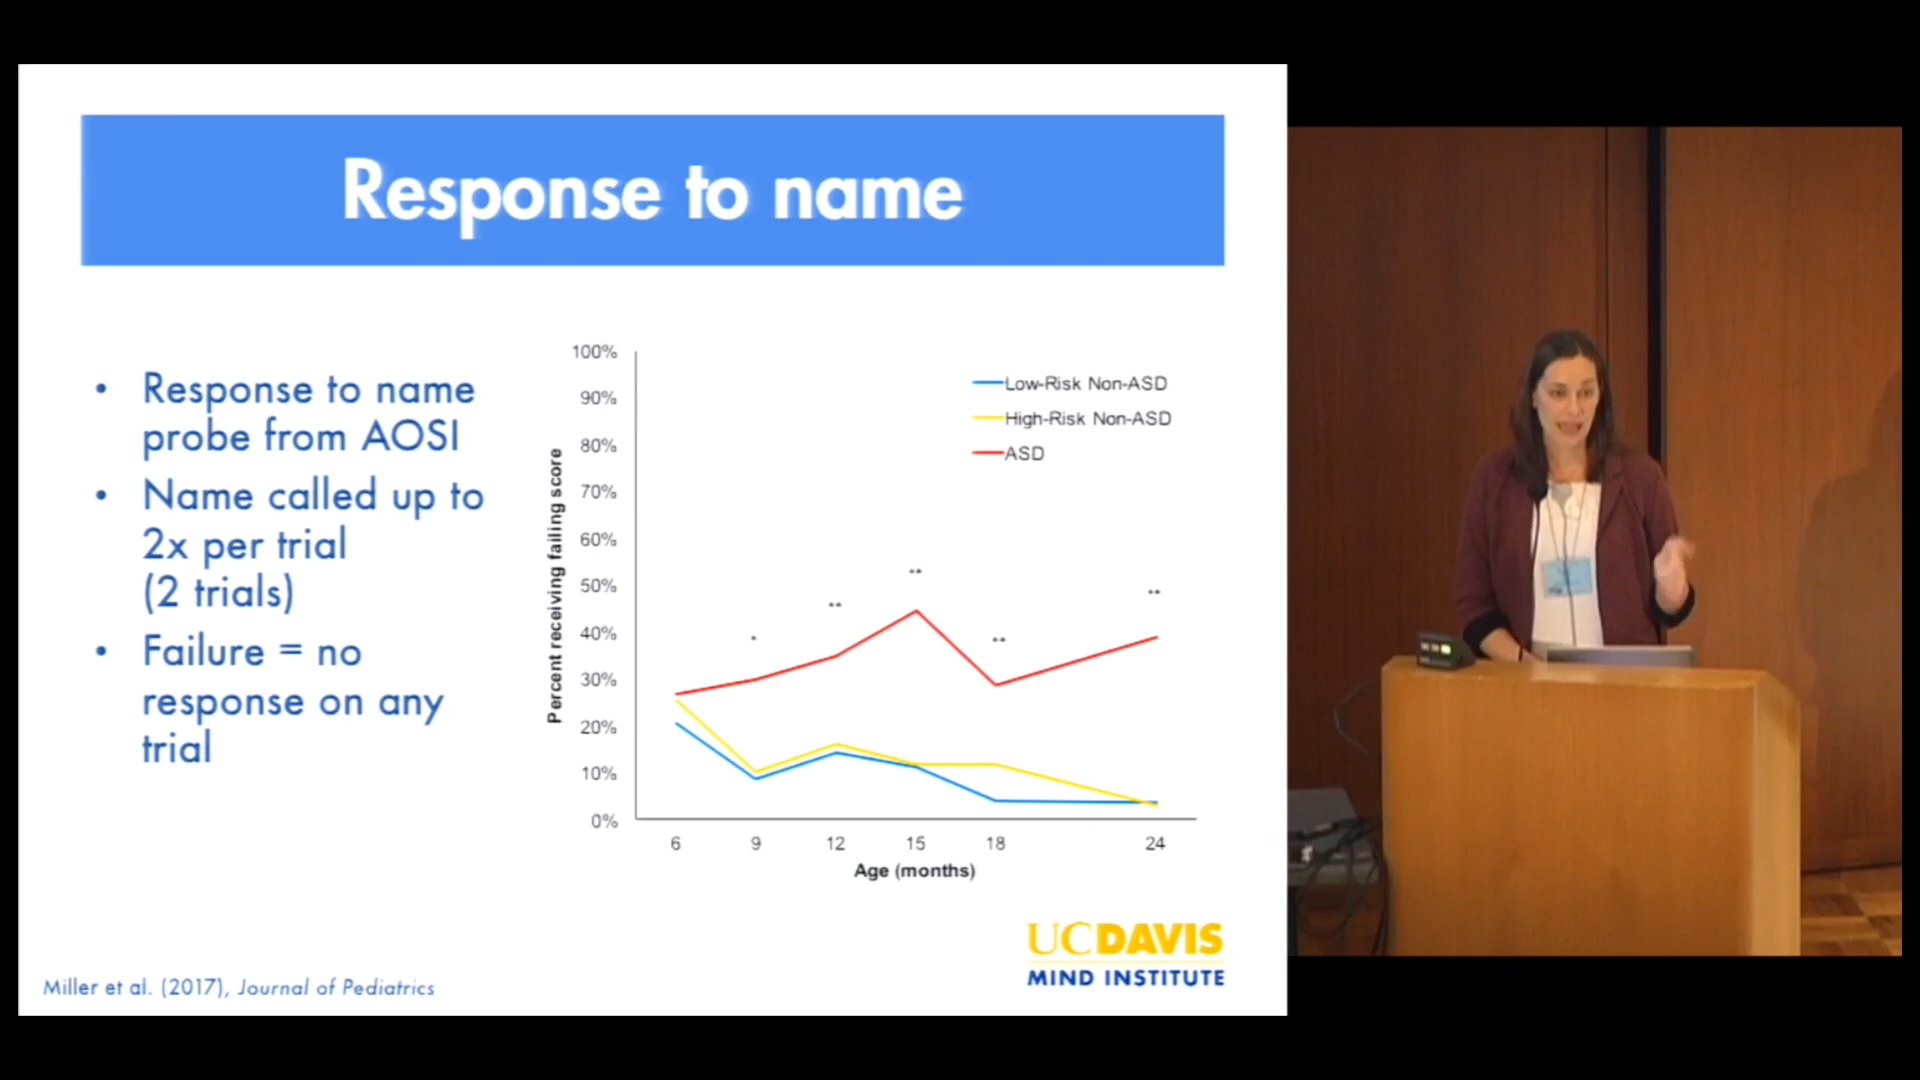 Response to name
• Response to name
probe from AOSI
• Name called up to
2x per trial
(2 trials)
• Failure = no
response on any
trial
Percent receiving failing score
100%
90%
80%
70%
60%
50%
40%
30%
20%
10%
0%
Low-Risk Non-ASD
High-Risk Non-ASD
ASD
*
**
**
**
**
6 9 12 15 18 24
Age (months)
UCDAVIS
MIND INSTITUTE
Miller et al. (2017), Journal of Pediatrics